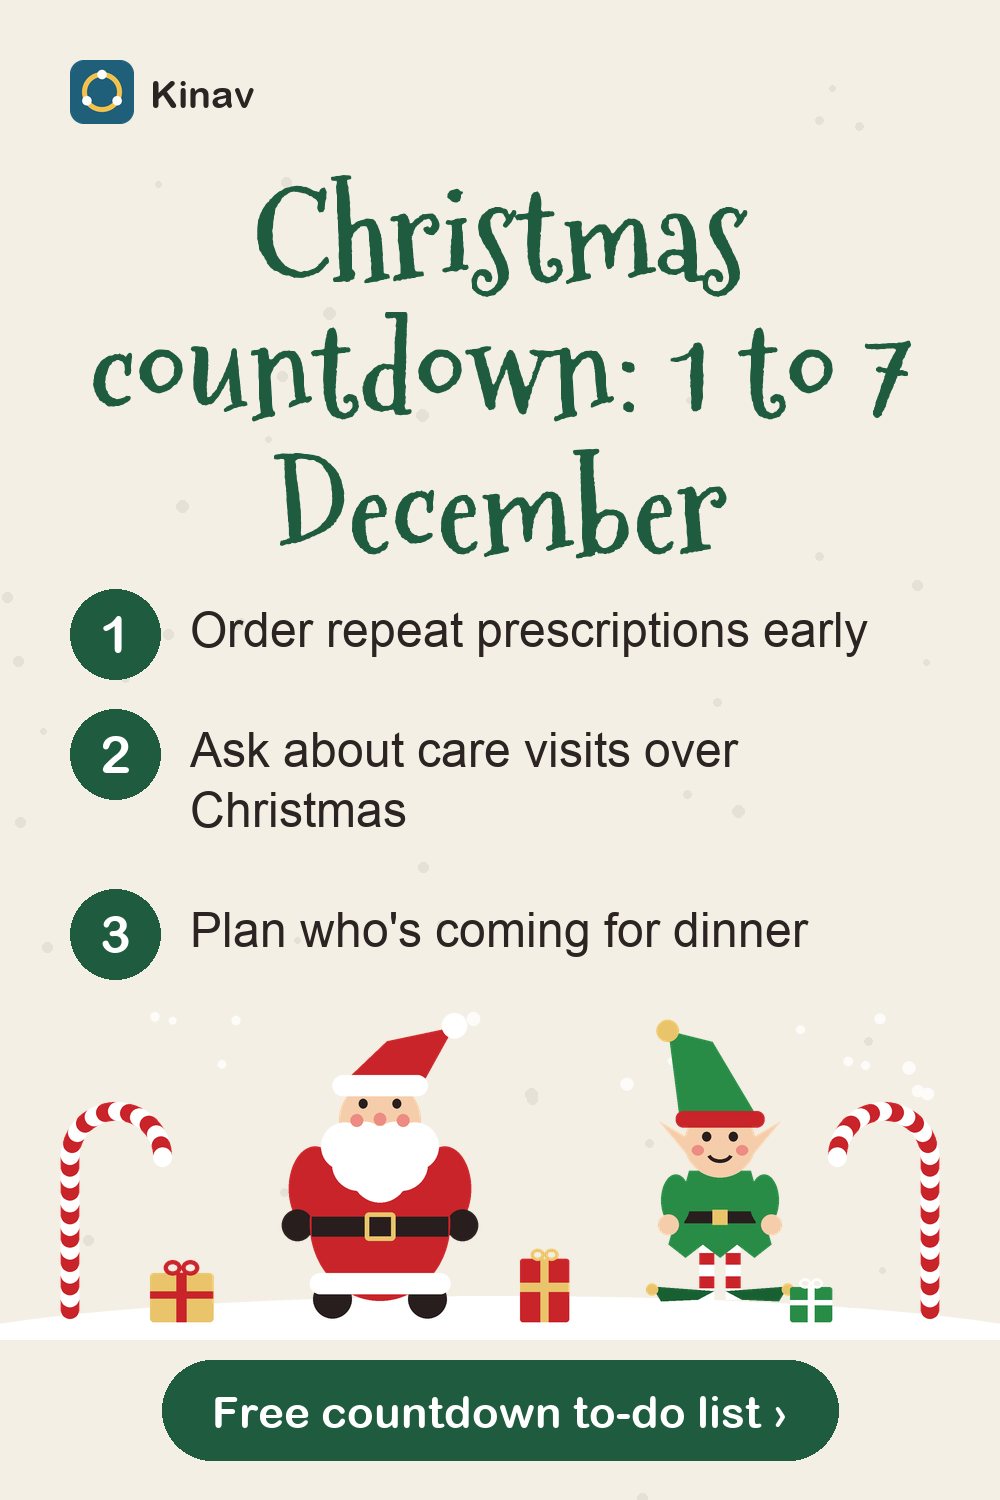 Kinav
Christmas
countdown: 1 to 7
December
1 Order repeat prescriptions early
2 Ask about care visits over
Christmas
3 Plan who's coming for dinner
Free countdown to-do list ›